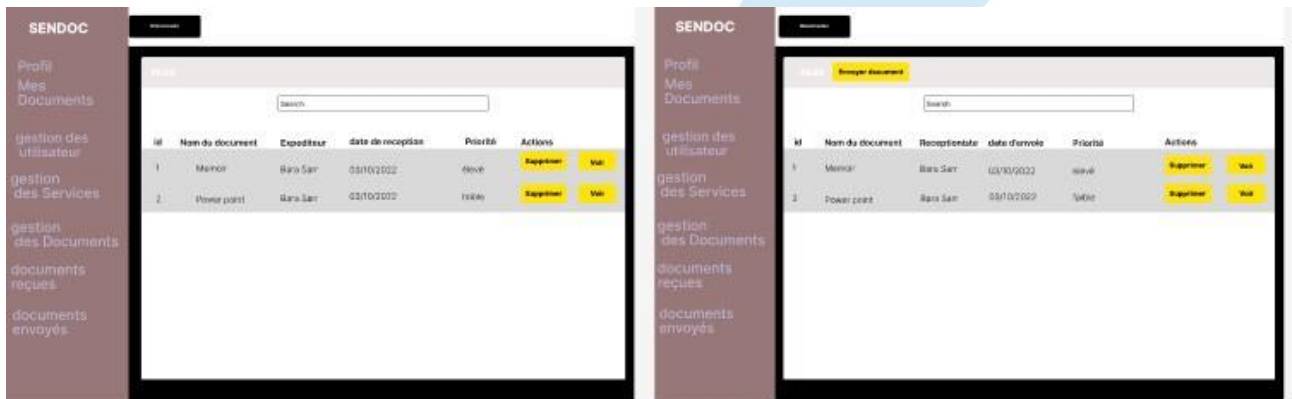 SENDOC
Profil
Mes
Documents
gestion des
utilisateur
gestion
des Services
gestion
des Documents
documents
reçues
documents
envoyés
Search
id Nom du document Expediteur date de reception Priorité Actions
1 Memoir Bara Sarr 03/10/2022 élevé Supprimer Voir
2 Power point Bara Sarr 03/10/2022 faible Supprimer Voir
SENDOC
Profil
Mes
Documents
gestion des
utilisateur
gestion
des Services
gestion
des Documents
documents
reçues
documents
envoyés
Envoyer document
Search
id Nom du document Receptioniste date d'envoie Priorité Actions
1 Memoir Bara Sarr 03/10/2022 élevé Supprimer Voir
2 Power point Bara Sarr 03/10/2022 faible Supprimer Voir